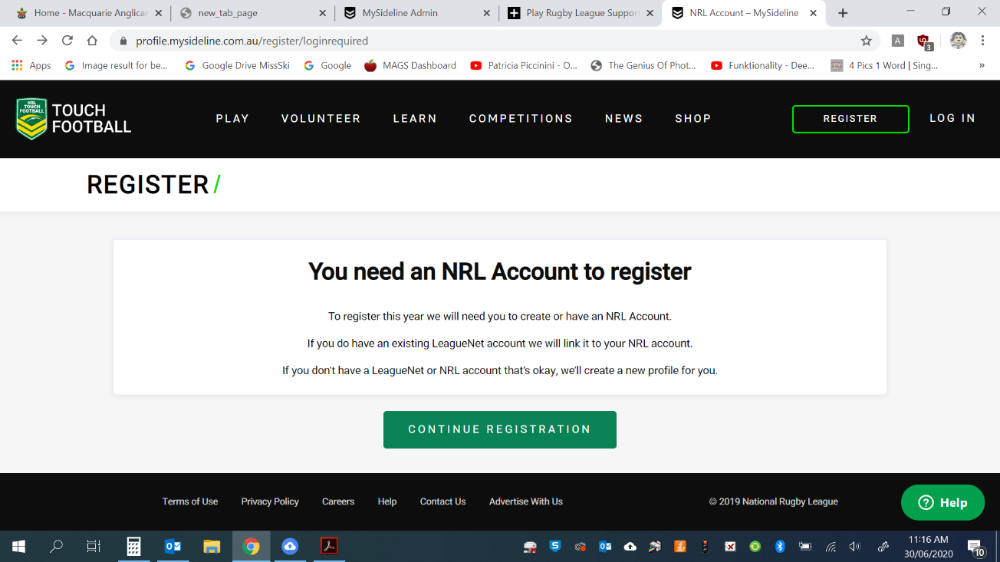 Home - Macquarie Anglican
new_tab_page
MySideline Admin
Play Rugby League Support
NRL Account – MySideline
profile.mysideline.com.au/register/loginrequired
A
3
Apps
Image result for be...
Google Drive MissSki
Google
MAGS Dashboard
Patricia Piccinini - O...
The Genius Of Phot...
Funktionality - Dee...
4 Pics 1 Word | Sing...
»
NRL
TOUCH
FOOTBALL
TOUCH
FOOTBALL
PLAY
VOLUNTEER
LEARN
COMPETITIONS
NEWS
SHOP
REGISTER
LOG IN
REGISTER /
You need an NRL Account to register
To register this year we will need you to create or have an NRL Account.
If you do have an existing LeagueNet account we will link it to your NRL account.
If you don't have a LeagueNet or NRL account that's okay, we'll create a new profile for you.
CONTINUE REGISTRATION
Terms of Use
Privacy Policy
Careers
Help
Contact Us
Advertise With Us
© 2019 National Rugby League
? Help
11:16 AM
30/06/2020
10